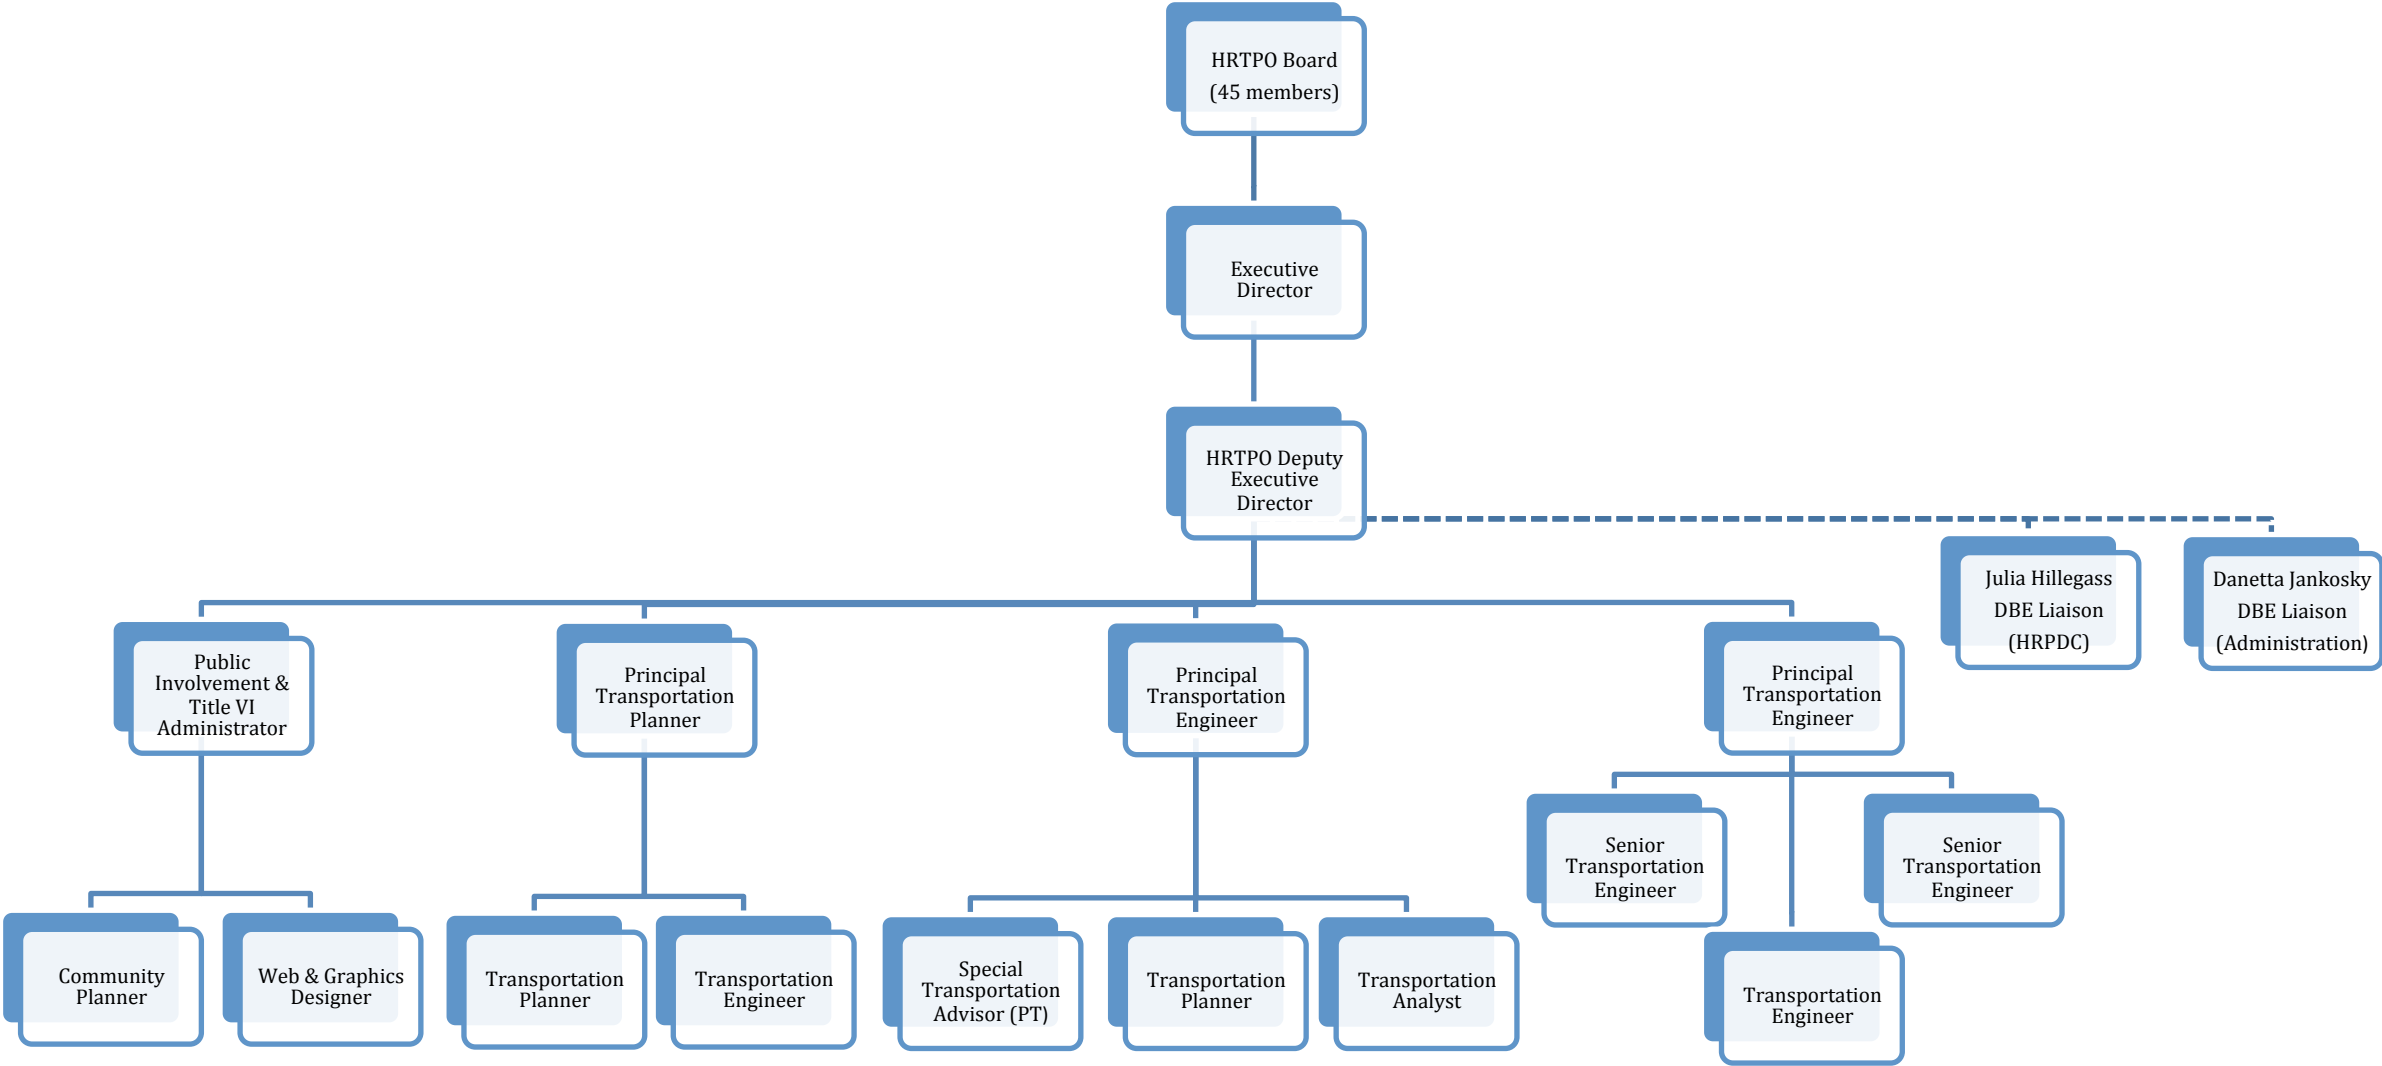 HRTPO Board
(45 members)
Executive
Director
HRTPO Deputy
Executive
Director
Julia Hillegass
DBE Liaison
(HRPDC)
Danetta Jankosky
DBE Liaison
(Administration)
Public
Involvement &
Title VI
Administrator
Principal
Transportation
Planner
Principal
Transportation
Engineer
Principal
Transportation
Engineer
Senior
Transportation
Engineer
Senior
Transportation
Engineer
Community
Planner
Web & Graphics
Designer
Transportation
Planner
Transportation
Engineer
Special
Transportation
Advisor (PT)
Transportation
Planner
Transportation
Analyst
Transportation
Engineer